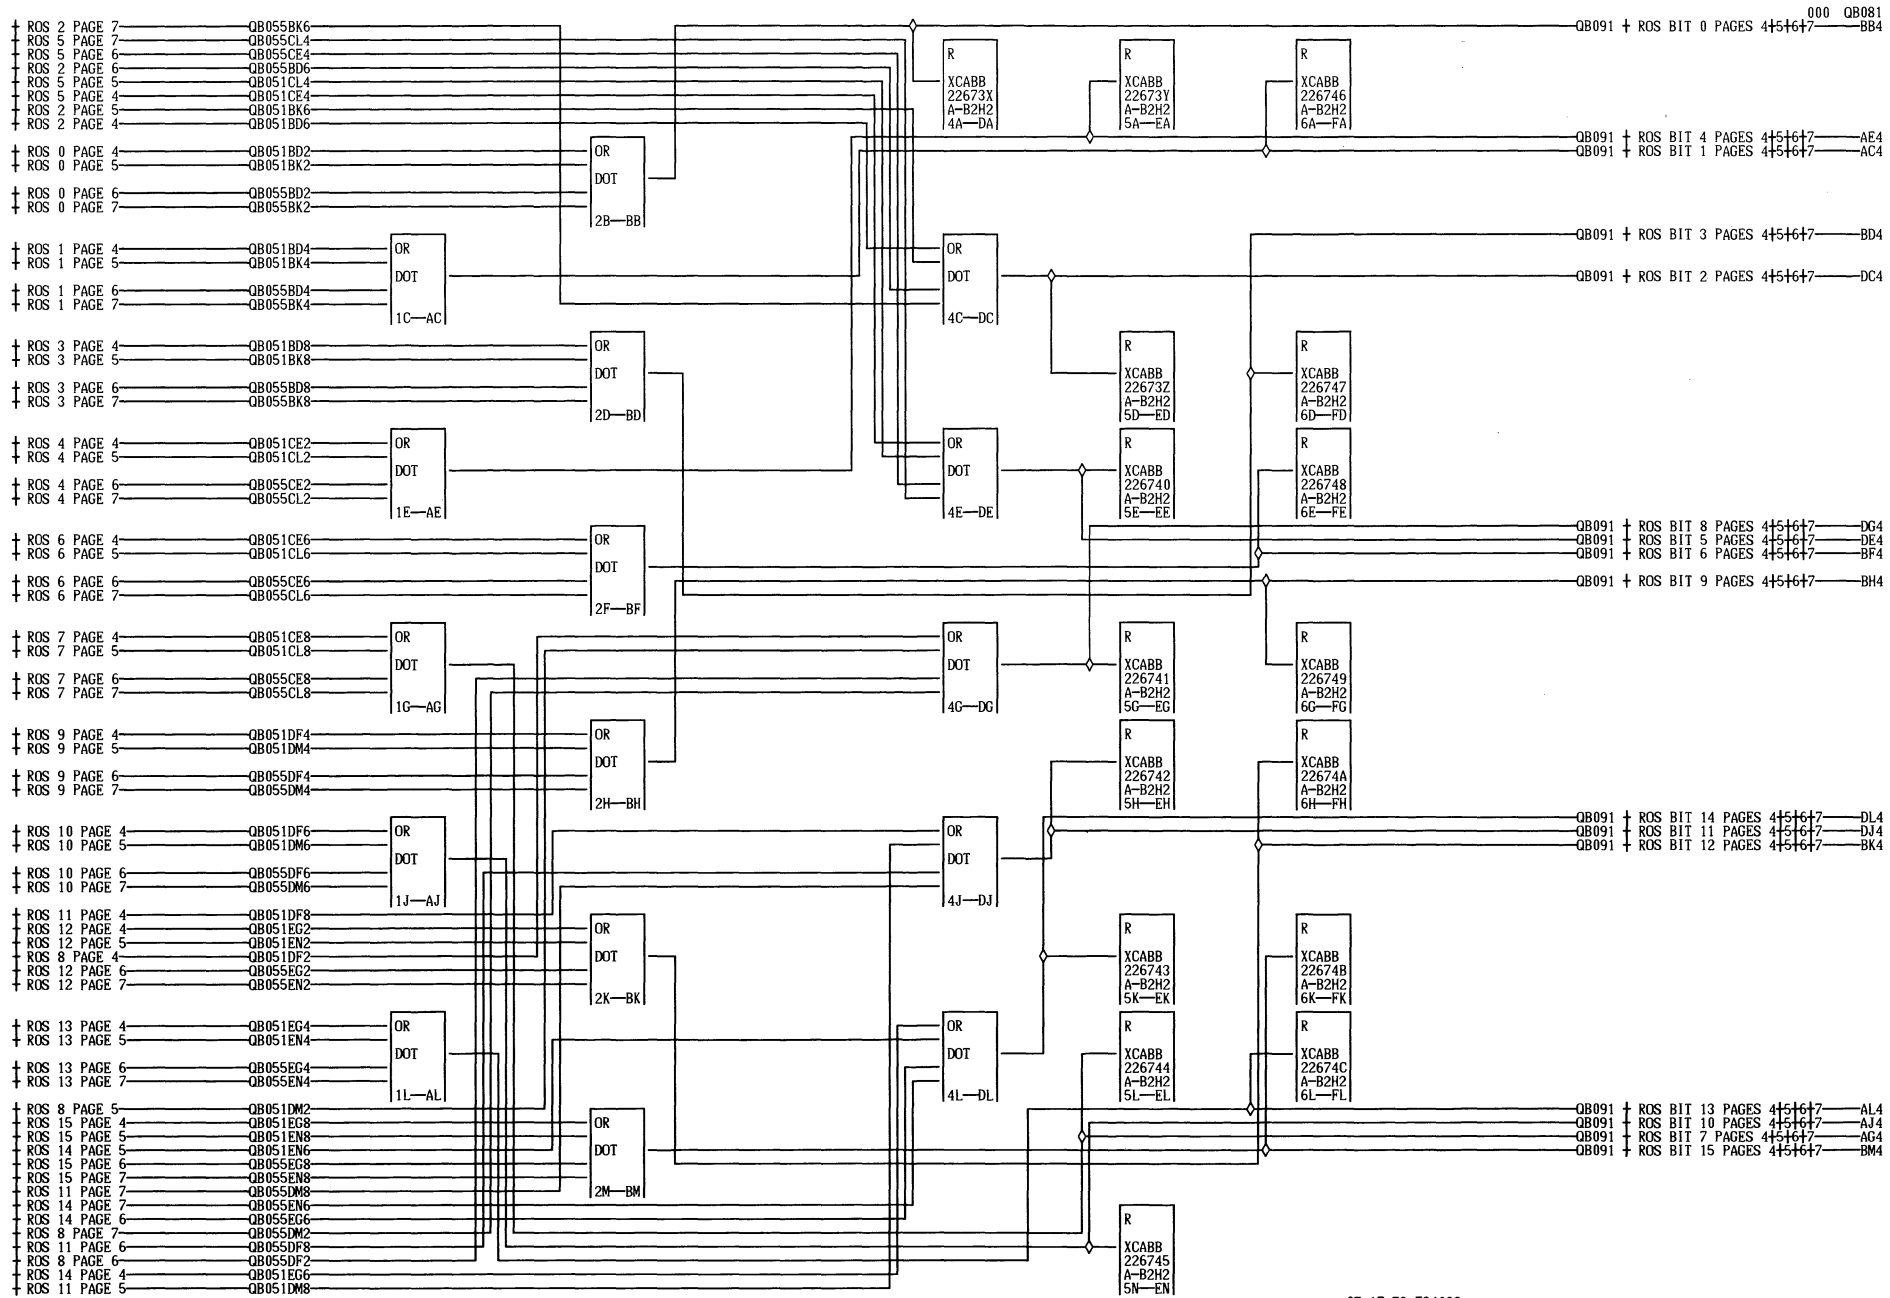 000 QB081
+ ROS 2 PAGE 7 QB055BK6 QB091 + ROS BIT 0 PAGES 4+5+6+7 BB4
+ ROS 5 PAGE 7 QB055CL4
+ ROS 5 PAGE 6 QB055CE4
+ ROS 2 PAGE 6 QB055BD6
+ ROS 5 PAGE 5 QB051CL4
+ ROS 5 PAGE 4 QB051CE4
+ ROS 2 PAGE 5 QB051BK6
+ ROS 2 PAGE 4 QB051BD6
R
XCABB
22673X
A-B2H2
4A DA
R
XCABB
22673Y
A-B2H2
5A EA
R
XCABB
226746
A-B2H2
6A FA
QB091 + ROS BIT 4 PAGES 4+5+6+7 AE4
QB091 + ROS BIT 1 PAGES 4+5+6+7 AC4
+ ROS 0 PAGE 4 QB051BD2
+ ROS 0 PAGE 5 QB051BK2
+ ROS 0 PAGE 6 QB055BD2
+ ROS 0 PAGE 7 QB055BK2
OR
DOT
2B BB
+ ROS 1 PAGE 4 QB051BD4
+ ROS 1 PAGE 5 QB051BK4
+ ROS 1 PAGE 6 QB055BD4
+ ROS 1 PAGE 7 QB055BK4
OR
DOT
1C AC
OR
DOT
4C DC
QB091 + ROS BIT 3 PAGES 4+5+6+7 BD4
QB091 + ROS BIT 2 PAGES 4+5+6+7 DC4
+ ROS 3 PAGE 4 QB051BD8
+ ROS 3 PAGE 5 QB051BK8
+ ROS 3 PAGE 6 QB055BD8
+ ROS 3 PAGE 7 QB055BK8
OR
DOT
2D BD
R
XCABB
22673Z
A-B2H2
5D ED
R
XCABB
226747
A-B2H2
6D FD
+ ROS 4 PAGE 4 QB051CE2
+ ROS 4 PAGE 5 QB051CL2
+ ROS 4 PAGE 6 QB055CE2
+ ROS 4 PAGE 7 QB055CL2
OR
DOT
1E AE
OR
DOT
4E DE
R
XCABB
226740
A-B2H2
5E EE
R
XCABB
226748
A-B2H2
6E FE
QB091 + ROS BIT 8 PAGES 4+5+6+7 DG4
QB091 + ROS BIT 5 PAGES 4+5+6+7 DE4
QB091 + ROS BIT 6 PAGES 4+5+6+7 BF4
QB091 + ROS BIT 9 PAGES 4+5+6+7 BH4
+ ROS 6 PAGE 4 QB051CE6
+ ROS 6 PAGE 5 QB051CL6
+ ROS 6 PAGE 6 QB055CE6
+ ROS 6 PAGE 7 QB055CL6
OR
DOT
2F BF
+ ROS 7 PAGE 4 QB051CE8
+ ROS 7 PAGE 5 QB051CL8
+ ROS 7 PAGE 6 QB055CE8
+ ROS 7 PAGE 7 QB055CL8
OR
DOT
1G AG
OR
DOT
4G DG
R
XCABB
226741
A-B2H2
5G EG
R
XCABB
226749
A-B2H2
6G FG
+ ROS 9 PAGE 4 QB051DF4
+ ROS 9 PAGE 5 QB051DM4
+ ROS 9 PAGE 6 QB055DF4
+ ROS 9 PAGE 7 QB055DM4
OR
DOT
2H BH
R
XCABB
226742
A-B2H2
5H EH
R
XCABB
22674A
A-B2H2
6H FH
QB091 + ROS BIT 14 PAGES 4+5+6+7 DL4
QB091 + ROS BIT 11 PAGES 4+5+6+7 DJ4
QB091 + ROS BIT 12 PAGES 4+5+6+7 BK4
+ ROS 10 PAGE 4 QB051DF6
+ ROS 10 PAGE 5 QB051DM6
+ ROS 10 PAGE 6 QB055DF6
+ ROS 10 PAGE 7 QB055DM6
OR
DOT
1J AJ
OR
DOT
4J DJ
+ ROS 11 PAGE 4 QB051DF8
+ ROS 12 PAGE 4 QB051EG2
+ ROS 12 PAGE 5 QB051EN2
+ ROS 8 PAGE 4 QB051DF2
+ ROS 12 PAGE 6 QB055EG2
+ ROS 12 PAGE 7 QB055EN2
OR
DOT
2K BK
R
XCABB
226743
A-B2H2
5K EK
R
XCABB
22674B
A-B2H2
6K FK
+ ROS 13 PAGE 4 QB051EG4
+ ROS 13 PAGE 5 QB051EN4
+ ROS 13 PAGE 6 QB055EG4
+ ROS 13 PAGE 7 QB055EN4
OR
DOT
1L AL
OR
DOT
4L DL
R
XCABB
226744
A-B2H2
5L EL
R
XCABB
22674C
A-B2H2
6L FL
QB091 + ROS BIT 13 PAGES 4+5+6+7 AL4
QB091 + ROS BIT 10 PAGES 4+5+6+7 AJ4
QB091 + ROS BIT 7 PAGES 4+5+6+7 AG4
QB091 + ROS BIT 15 PAGES 4+5+6+7 BM4
+ ROS 8 PAGE 5 QB051DM2
+ ROS 15 PAGE 4 QB051EG8
+ ROS 15 PAGE 5 QB051EN8
+ ROS 14 PAGE 5 QB051EN6
+ ROS 15 PAGE 6 QB055EG8
+ ROS 15 PAGE 7 QB055EN8
+ ROS 11 PAGE 7 QB055DM8
+ ROS 14 PAGE 7 QB055EN6
+ ROS 14 PAGE 6 QB055EG6
+ ROS 8 PAGE 7 QB055DM2
+ ROS 11 PAGE 6 QB055DF8
+ ROS 8 PAGE 6 QB055DF2
+ ROS 14 PAGE 4 QB051EG6
+ ROS 11 PAGE 5 QB051DM8
OR
DOT
2M BM
R
XCABB
226745
A-B2H2
5N EN